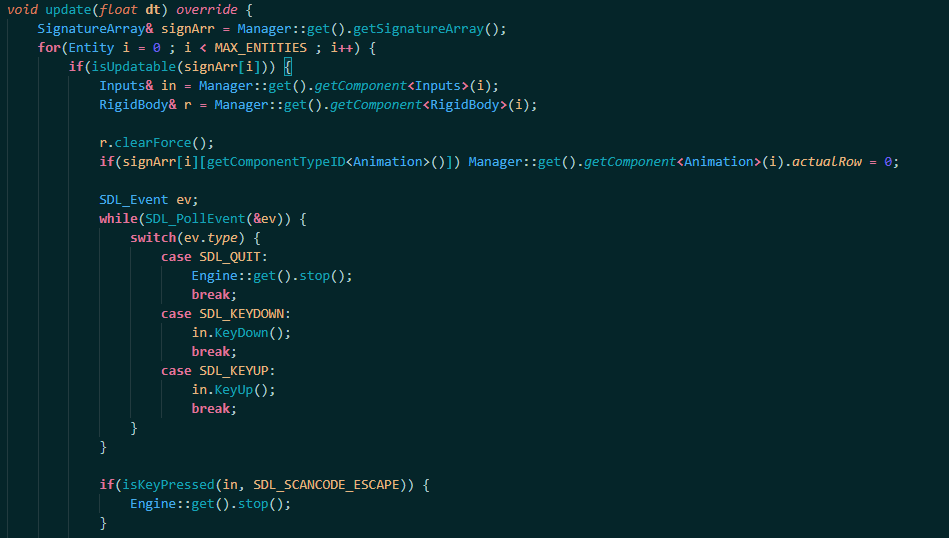 void update(float dt) override {
SignatureArray& signArr = Manager::get().getSignatureArray();
for(Entity i = 0 ; i < MAX_ENTITIES ; i++) {
if(isUpdatable(signArr[i])) {
Inputs& in = Manager::get().getComponent<Inputs>(i);
RigidBody& r = Manager::get().getComponent<RigidBody>(i);
r.clearForce();
if(signArr[i][getComponentTypeID<Animation>()]) Manager::get().getComponent<Animation>(i).actualRow = 0;
SDL_Event ev;
while(SDL_PollEvent(&ev)) {
switch(ev.type) {
case SDL_QUIT:
Engine::get().stop();
break;
case SDL_KEYDOWN:
in.KeyDown();
break;
case SDL_KEYUP:
in.KeyUp();
break;
}
}
if(isKeyPressed(in, SDL_SCANCODE_ESCAPE)) {
Engine::get().stop();
}